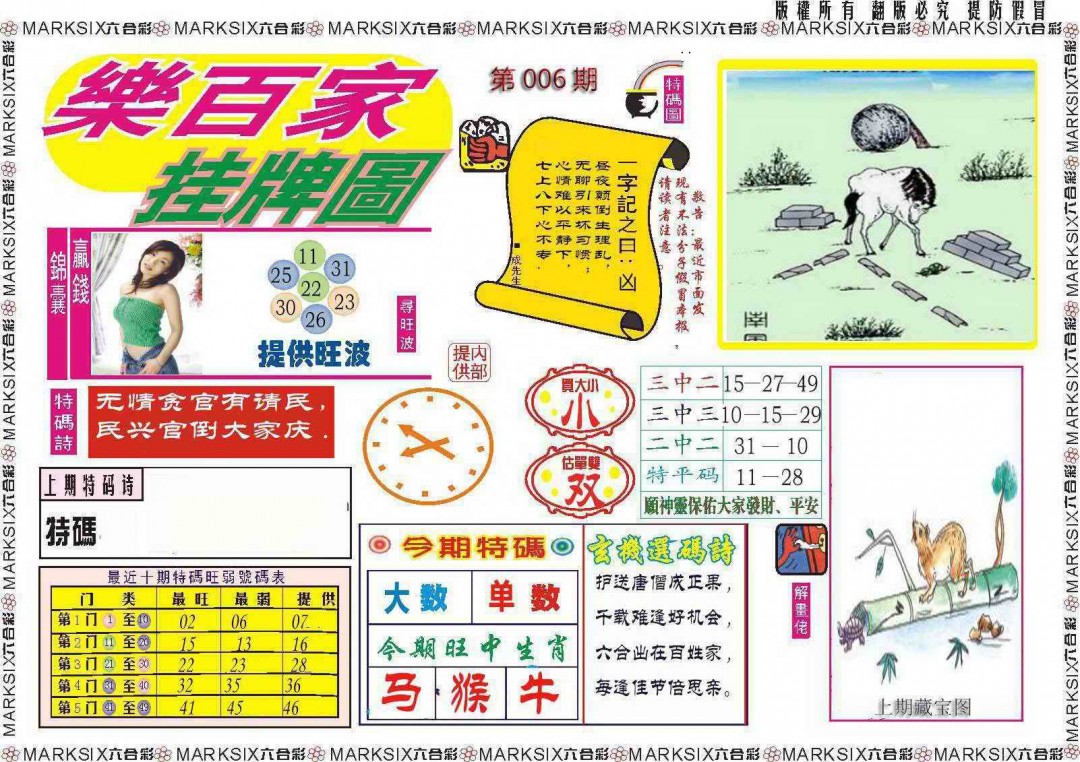 版權所有 翻版必究 提防假冒
MARKSIX六合彩 MARKSIX六合彩 MARKSIX六合彩 MARKSIX六合彩 MARKSIX六合彩 MARKSIX六合彩 MARKSIX六合彩
樂百家
挂牌圖
第 006 期
特碼圖
一字記之曰：凶
昼夜颠倒生理乱，
无聊引来坏习惯；
心情难以平静下，
七上八下心不专．
▪成先生
敬告：最近市面发
现有不法分子假冒本报，
请读者注意。
贏錢
錦囊
11
25
31
22
30
23
26
提供旺波
尋旺波
内部
提供
特碼詩
无情贪官有请民，
民兴官倒大家庆．
買大小
小
估單雙
双
三中二 15－27－49
三中三 10－15－29
二中二 31－10
特平码 11－28
願神靈保佑大家發財、平安
上期特码诗
特碼
最近十期特碼旺弱號碼表
门 类 最旺 最弱 提供
第1门 1 至 10 02 06 07
第2门 11 至 20 15 13 16
第3门 21 至 30 22 23 28
第4门 31 至 40 32 35 36
第5门 41 至 49 41 45 46
今期特碼
大数 单数
今期旺中生肖
马 猴 牛
玄機選碼詩
护送唐僧成正果，
千载难逢好机会，
六合出在百姓家，
每逢佳节倍思亲。
解畫佬
上期藏宝图
MARKSIX六合彩 MARKSIX六合彩 MARKSIX六合彩 MARKSIX六合彩 MARKSIX六合彩 MARKSIX六合彩 MARKSIX六合彩